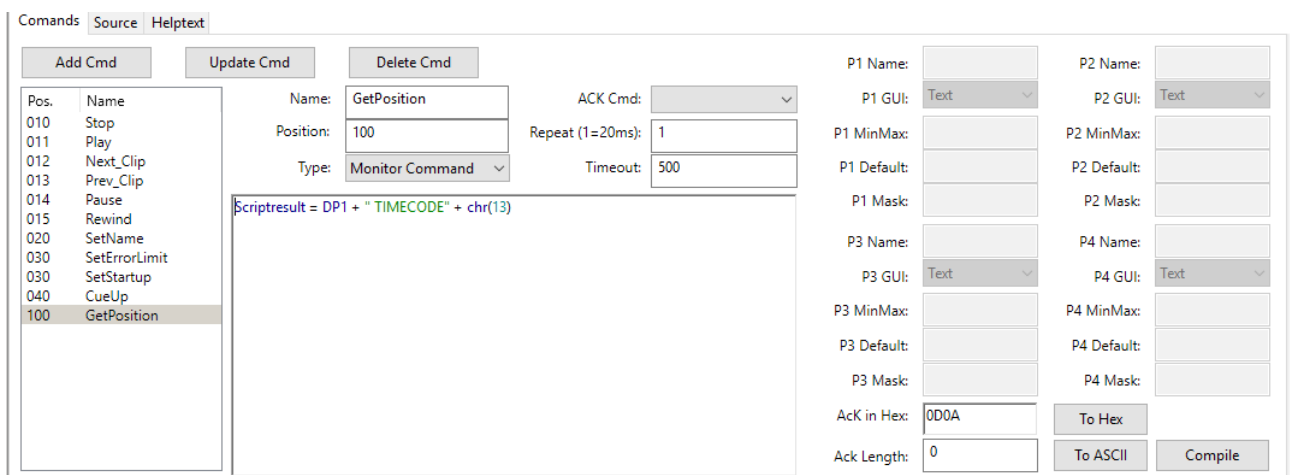 Comands Source Helptext
Add Cmd Update Cmd Delete Cmd
Pos. Name
010 Stop
011 Play
012 Next_Clip
013 Prev_Clip
014 Pause
015 Rewind
020 SetName
030 SetErrorLimit
030 SetStartup
040 CueUp
100 GetPosition
Name: GetPosition ACK Cmd:
Position: 100 Repeat (1=20ms): 1
Type: Monitor Command Timeout: 500
Scriptresult = DP1 + " TIMECODE" + chr(13)
P1 Name: P2 Name:
P1 GUI: Text P2 GUI: Text
P1 MinMax: P2 MinMax:
P1 Default: P2 Default:
P1 Mask: P2 Mask:
P3 Name: P4 Name:
P3 GUI: Text P4 GUI: Text
P3 MinMax: P4 MinMax:
P3 Default: P4 Default:
P3 Mask: P4 Mask:
AcK in Hex: 0D0A To Hex
Ack Length: 0 To ASCII Compile